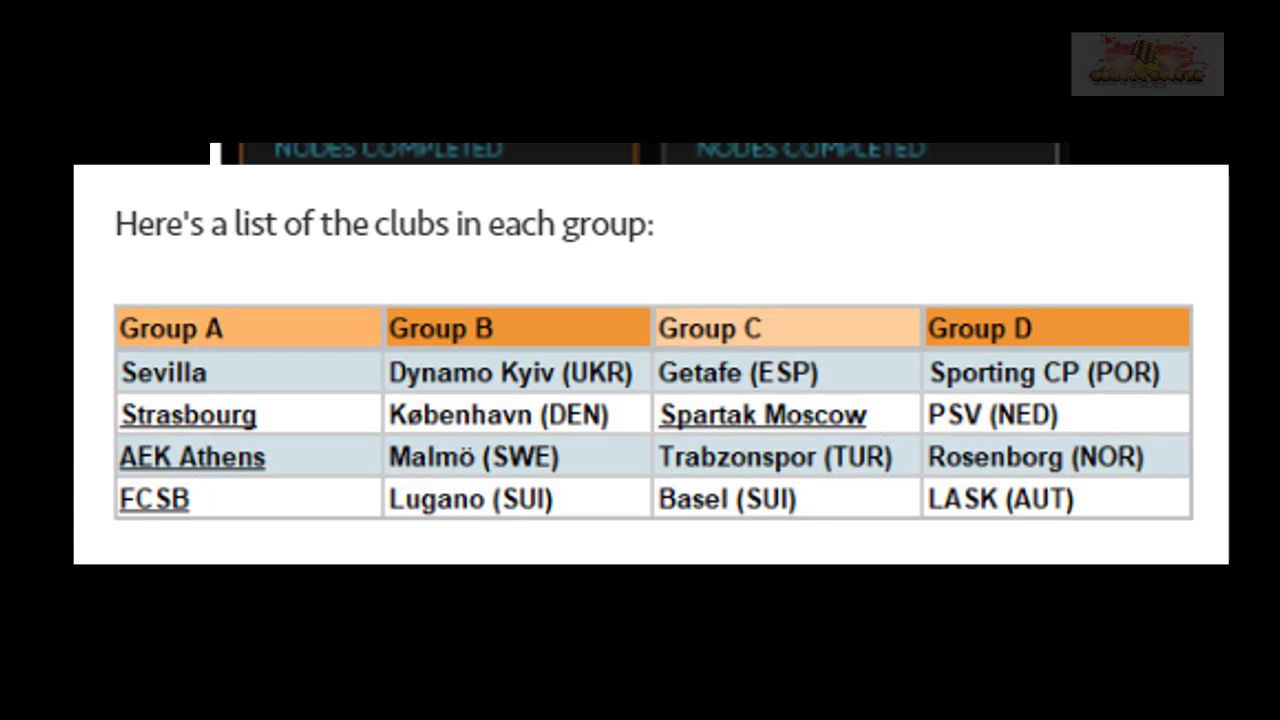 NODES COMPLETED NODES COMPLETED
Here's a list of the clubs in each group:
Group A Group B Group C Group D
Sevilla Dynamo Kyiv (UKR) Getafe (ESP) Sporting CP (POR)
Strasbourg København (DEN) Spartak Moscow PSV (NED)
AEK Athens Malmö (SWE) Trabzonspor (TUR) Rosenborg (NOR)
FCSB Lugano (SUI) Basel (SUI) LASK (AUT)